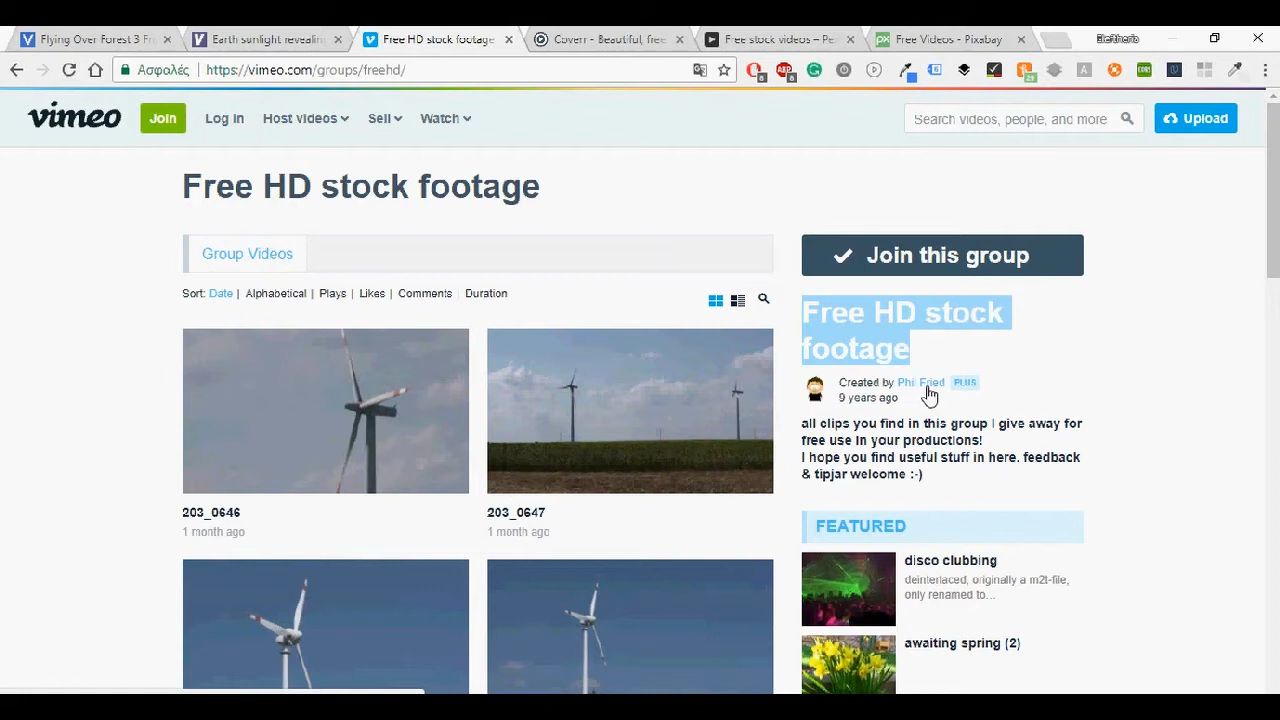 Flying Over Forest 3 Fr
Earth sunlight revealing
Free HD stock footage
Coverr - Beautiful, free
Free stock videos – Pe
Free Videos - Pixabay
Eleftherio
Ασφαλές
https://vimeo.com/groups/freehd/
vimeo
Join
Log in
Host videos
Sell
Watch
Search videos, people, and more
Upload
Free HD stock footage
Group Videos
Sort: Date | Alphabetical | Plays | Likes | Comments | Duration
203_0646
1 month ago
203_0647
1 month ago
Join this group
Free HD stock
footage
Created by Phil Fried PLUS
9 years ago
all clips you find in this group I give away for
free use in your productions!
I hope you find useful stuff in here. feedback
& tipjar welcome :-)
FEATURED
disco clubbing
deinterlaced, originally a m2t-file,
only renamed to...
awaiting spring (2)